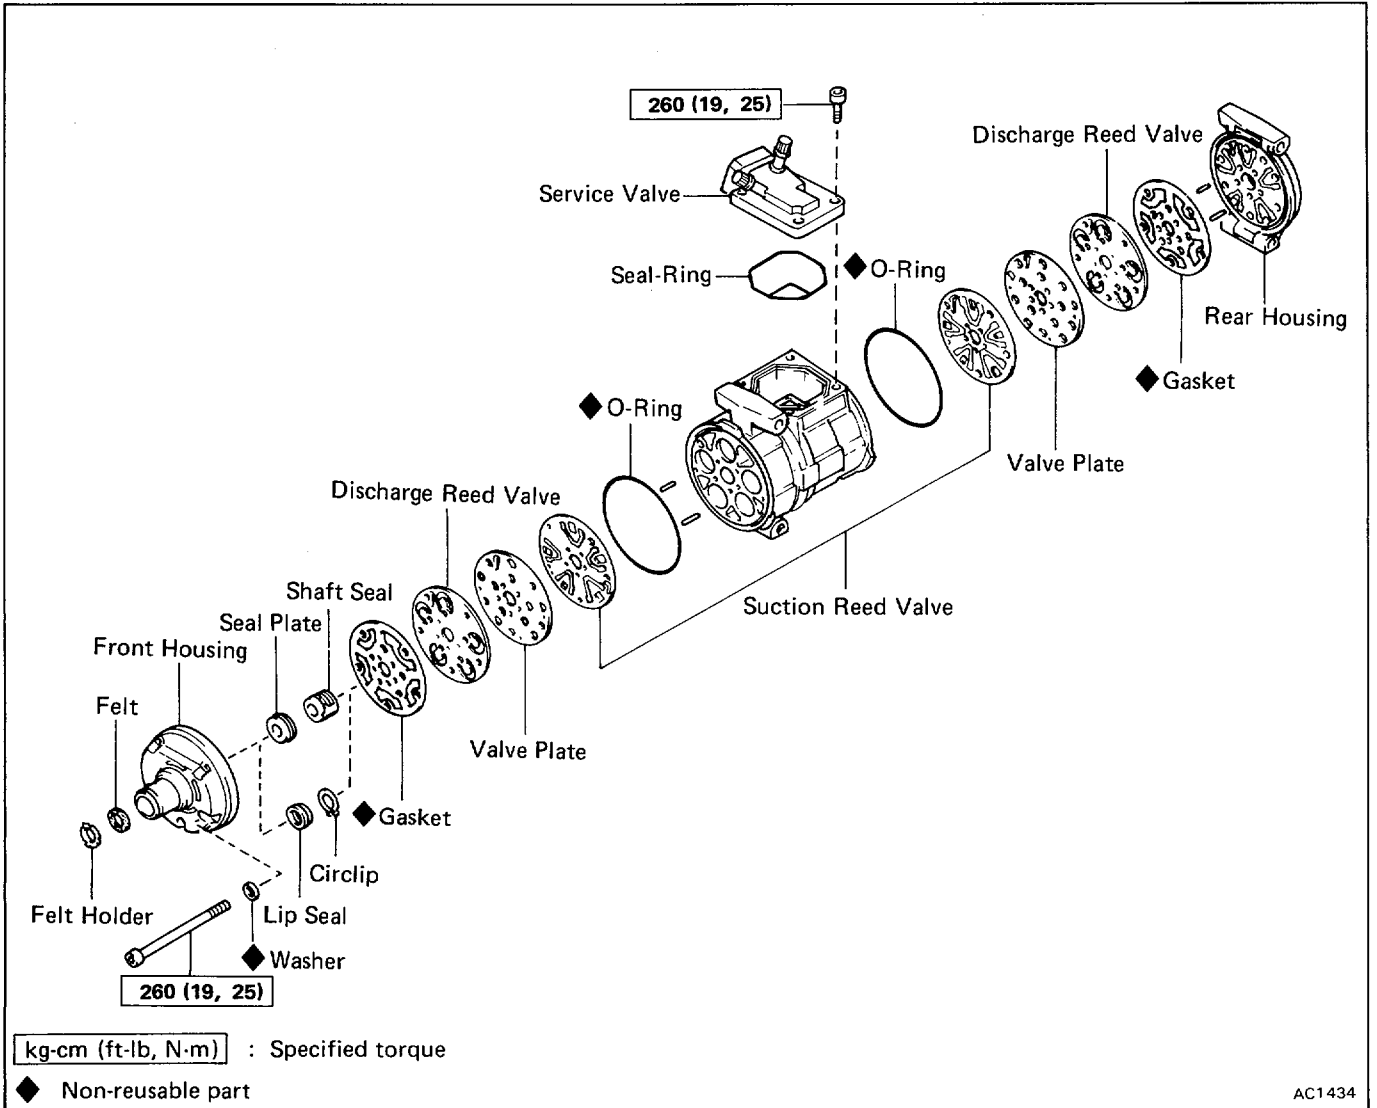 260 (19, 25)
Discharge Reed Valve
Service Valve
Seal-Ring
◆ O-Ring
Rear Housing
◆ Gasket
◆ O-Ring
Valve Plate
Discharge Reed Valve
Suction Reed Valve
Shaft Seal
Seal Plate
Front Housing
Felt
Valve Plate
◆ Gasket
Circlip
Felt Holder
Lip Seal
◆ Washer
260 (19, 25)
kg-cm (ft-lb, N·m) : Specified torque
◆ Non-reusable part
AC1434